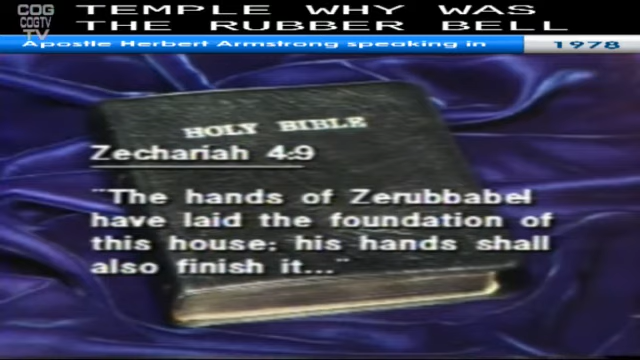 COG
COGTV
TV
TEMPLE WHY WAS
THE RUBBER BELL
Apostle Herbert Armstrong speaking in
1978
HOLY BIBLE
Zechariah 4:9
"The hands of Zerubbabel
have laid the foundation of
this house; his hands shall
also finish it..."